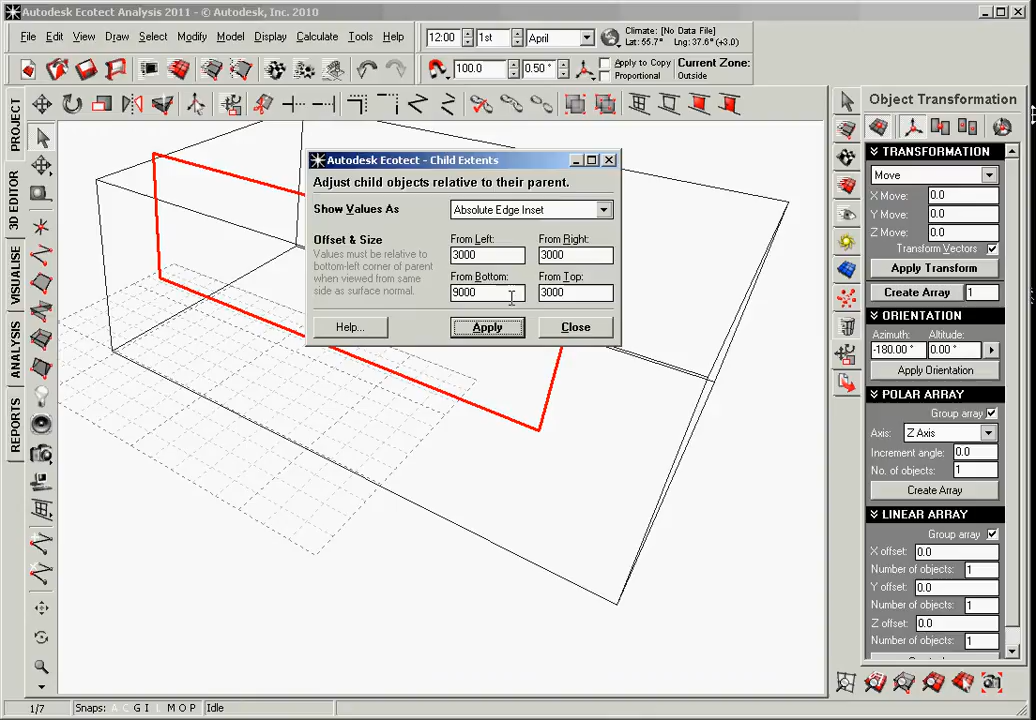 Autodesk Ecotect Analysis 2011 - © Autodesk, Inc. 2010
File Edit View Draw Select Modify Model Display Calculate Tools Help
12:00 1st April
Climate: [No Data File]
Lat: 55.7° Lng: 37.6° (+3.0)
100.0 0.50 °
Apply to Copy
Proportional
Current Zone:
Outside
PROJECT
3D EDITOR
VISUALISE
ANALYSIS
REPORTS
Autodesk Ecotect - Child Extents
Adjust child objects relative to their parent.
Show Values As Absolute Edge Inset
Offset & Size
Values must be relative to
bottom-left corner of parent
when viewed from same
side as surface normal.
From Left: From Right:
3000 3000
From Bottom: From Top:
9000 3000
Help... Apply Close
Object Transformation
TRANSFORMATION
Move
X Move: 0.0
Y Move: 0.0
Z Move: 0.0
Transform Vectors
Apply Transform
Create Array 1
ORIENTATION
Azimuth: Altitude:
-180.00 ° 0.00 °
Apply Orientation
POLAR ARRAY
Group array
Axis: Z Axis
Increment angle: 0.0
No. of objects: 1
Create Array
LINEAR ARRAY
Group array
X offset: 0.0
Number of objects: 1
Y offset: 0.0
Number of objects: 1
Z offset: 0.0
Number of objects: 1
1/7 Snaps: A C G I L M O P Idle